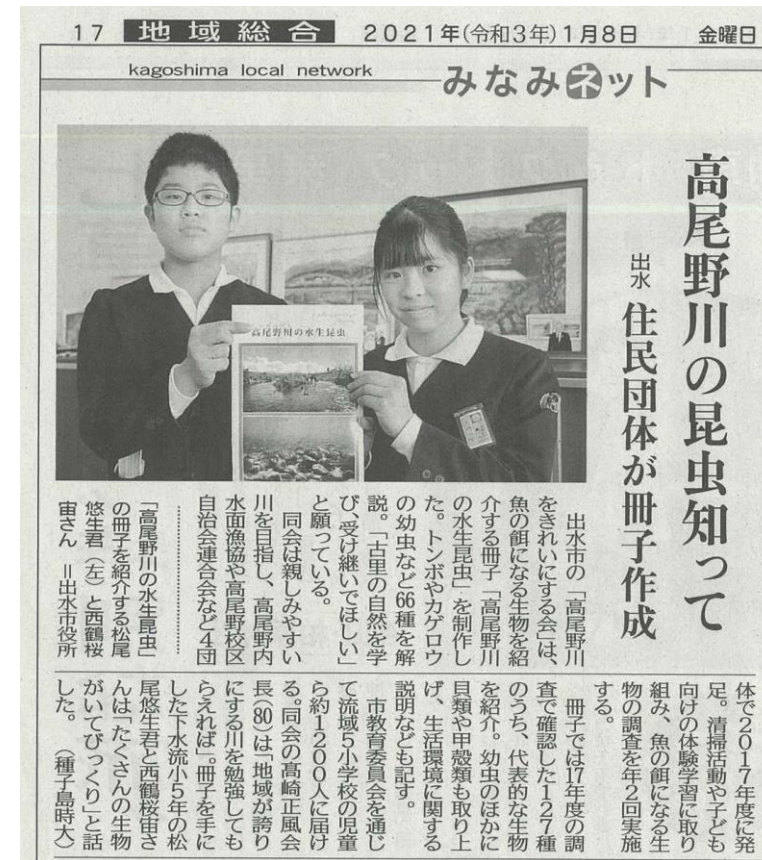 17 地域総合 2021年(令和3年)1月8日 金曜日
kagoshima local network
みなみネット
高尾野川の昆虫知って
出水 住民団体が冊子作成
高尾野川の水生昆虫
出水市の「高尾野川
をきれいにする会」は、
魚の餌になる生物を紹
介する冊子「高尾野川
の水生昆虫」を制作し
た。トンボやカゲロウ
の幼虫など66種を解
説。「古里の自然を学
び、受け継いでほしい」
と願っている。
同会は親しみやすい
川を目指し、高尾野内
水面漁協や高尾野校区
自治会連合会など4団
「高尾野川の水生昆虫」
の冊子を紹介する松尾
悠生君(左)と西鶴桜
宙さん =出水市役所
体で2017年度に発
足。清掃活動や子ども
向けの体験学習に取り
組み、魚の餌になる生
物の調査を年2回実施
する。
冊子では17年度の調
査で確認した127種
のうち、代表的な生物
を紹介。幼虫のほかに
貝類や甲殻類も取り上
げ、生活環境に関する
説明なども記す。
市教育委員会を通じ
て流域5小学校の児童
ら約1200人に届け
る。同会の高崎正風会
長(80)は「地域が誇り
にする川を勉強しても
らえれば」。冊子を手に
した下水流小5年の松
尾悠生君と西鶴桜宙さ
んは「たくさんの生物
がいてびっくり」と話
した。 (種子島時大)